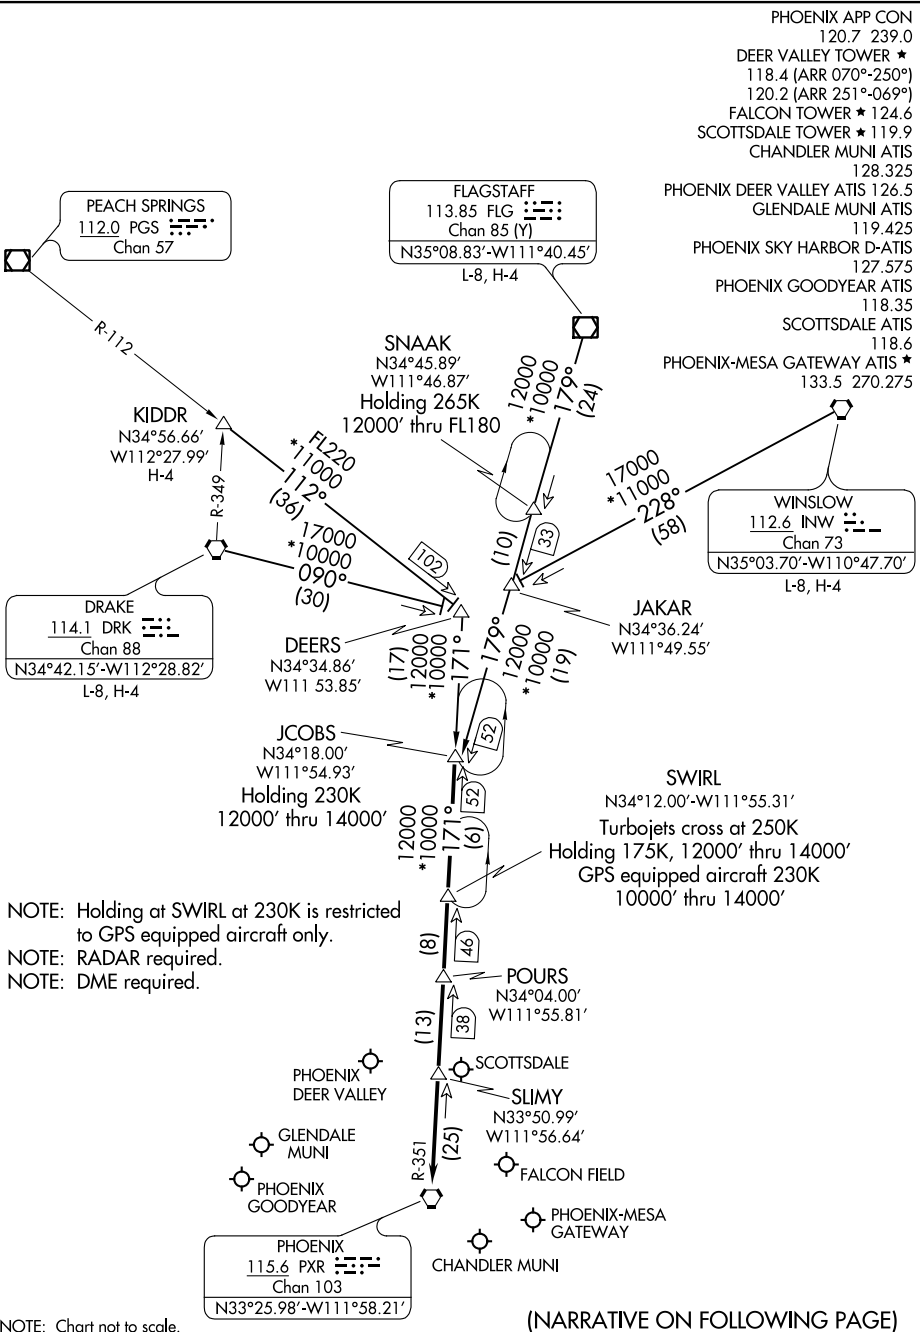 PHOENIX APP CON
120.7 239.0
DEER VALLEY TOWER ★
118.4 (ARR 070°-250°)
120.2 (ARR 251°-069°)
FALCON TOWER ★ 124.6
SCOTTSDALE TOWER ★ 119.9
CHANDLER MUNI ATIS
128.325
PHOENIX DEER VALLEY ATIS 126.5
GLENDALE MUNI ATIS
119.425
PHOENIX SKY HARBOR D-ATIS
127.575
PHOENIX GOODYEAR ATIS
118.35
SCOTTSDALE ATIS
118.6
PHOENIX-MESA GATEWAY ATIS ★
133.5 270.275
PEACH SPRINGS
112.0 PGS
Chan 57
FLAGSTAFF
113.85 FLG
Chan 85 (Y)
N35°08.83'-W111°40.45'
L-8, H-4
R-112
SNAAK
N34°45.89'
W111°46.87'
Holding 265K
12000' thru FL180
12000
*10000
179°
(24)
KIDDR
N34°56.66'
W112°27.99'
H-4
R-349
FL220
*11000
112°
(36)
17000
*10000
090°
(30)
102
(10)
33
17000
*11000
228°
(58)
WINSLOW
112.6 INW
Chan 73
N35°03.70'-W110°47.70'
L-8, H-4
DRAKE
114.1 DRK
Chan 88
N34°42.15'-W112°28.82'
L-8, H-4
DEERS
N34°34.86'
W111 53.85'
JAKAR
N34°36.24'
W111°49.55'
(17)
12000
*10000
171°
179°
12000
*10000
(19)
52
JCOBS
N34°18.00'
W111°54.93'
Holding 230K
12000' thru 14000'
52
12000
*10000
171°
(6)
SWIRL
N34°12.00'-W111°55.31'
Turbojets cross at 250K
Holding 175K, 12000' thru 14000'
GPS equipped aircraft 230K
10000' thru 14000'
NOTE: Holding at SWIRL at 230K is restricted
to GPS equipped aircraft only.
NOTE: RADAR required.
NOTE: DME required.
(8)
46
POURS
N34°04.00'
W111°55.81'
(13)
38
PHOENIX
DEER VALLEY
SCOTTSDALE
SLIMY
N33°50.99'
W111°56.64'
GLENDALE
MUNI
R-351
(25)
FALCON FIELD
PHOENIX
GOODYEAR
PHOENIX-MESA
GATEWAY
CHANDLER MUNI
PHOENIX
115.6 PXR
Chan 103
N33°25.98'-W111°58.21'
NOTE: Chart not to scale.
(NARRATIVE ON FOLLOWING PAGE)